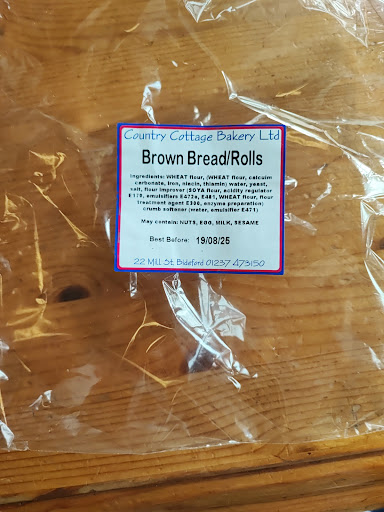 Country Cottage Bakery Ltd
Brown Bread/Rolls
Ingredients: WHEAT flour, (WHEAT flour, calcuim
carbonate, iron, niacin, thiamin) water, yeast,
salt, flour improver (SOYA flour, acidity regulator
E170, emulsifiers E472e, E481, WHEAT flour, flour
treatment agent E300, enzyme preparation)
crumb softener (water, emulsifier E471)
May contain: NUTS, EGG, MILK, SESAME
Best Before: 19/08/25
22 Mill St. Bideford 01237 473150